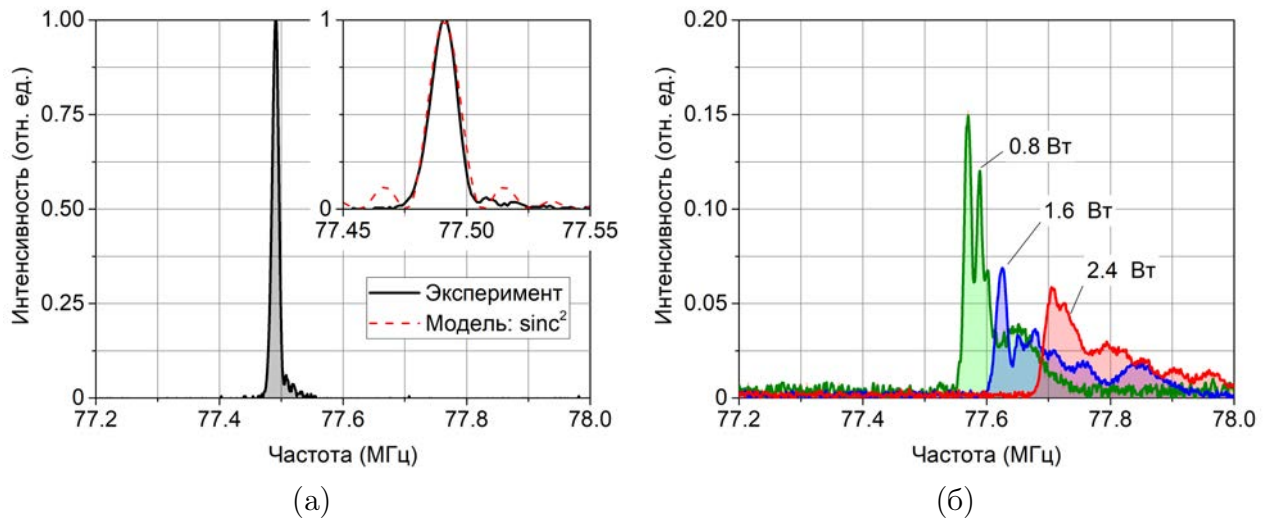 1.00
0.75
0.50
0.25
0
77.2
77.4
77.6
77.8
78.0
Интенсивность (отн. ед.)
Частота (МГц)
1
0
77.45
77.50
77.55
Эксперимент
Модель: sinc²
(а)
0.20
0.15
0.10
0.05
0
77.2
77.4
77.6
77.8
78.0
Интенсивность (отн. ед.)
Частота (МГц)
0.8 Вт
1.6 Вт
2.4 Вт
(б)